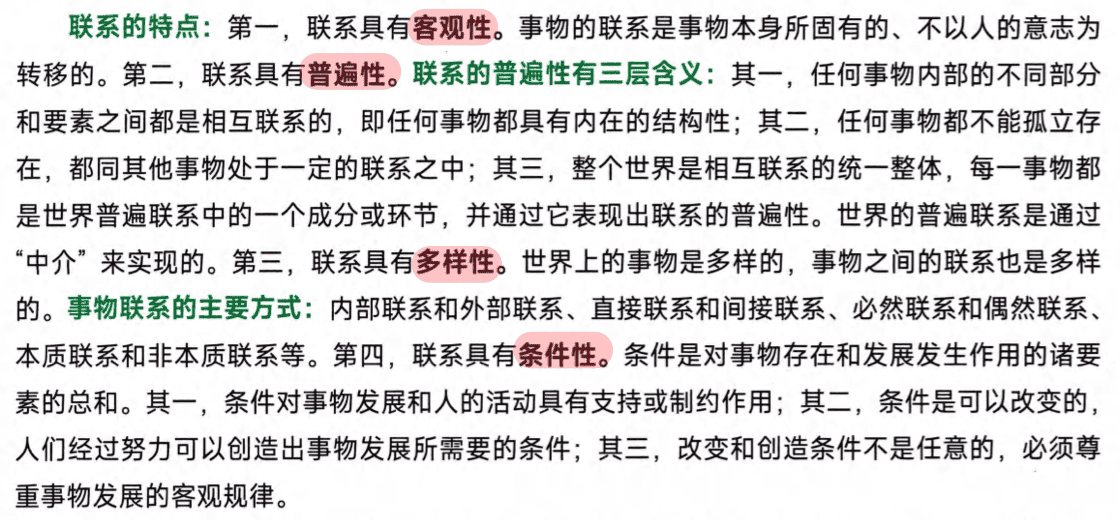 联系的特点：第一，联系具有客观性。事物的联系是事物本身所固有的、不以人的意志为
转移的。第二，联系具有普遍性。联系的普遍性有三层含义：其一，任何事物内部的不同部分
和要素之间都是相互联系的，即任何事物都具有内在的结构性；其二，任何事物都不能孤立存
在，都同其他事物处于一定的联系之中；其三，整个世界是相互联系的统一整体，每一事物都
是世界普遍联系中的一个成分或环节，并通过它表现出联系的普遍性。世界的普遍联系是通过
“中介”来实现的。第三，联系具有多样性。世界上的事物是多样的，事物之间的联系也是多样
的。事物联系的主要方式：内部联系和外部联系、直接联系和间接联系、必然联系和偶然联系、
本质联系和非本质联系等。第四，联系具有条件性。条件是对事物存在和发展发生作用的诸要
素的总和。其一，条件对事物发展和人的活动具有支持或制约作用；其二，条件是可以改变的，
人们经过努力可以创造出事物发展所需要的条件；其三，改变和创造条件不是任意的，必须尊
重事物发展的客观规律。